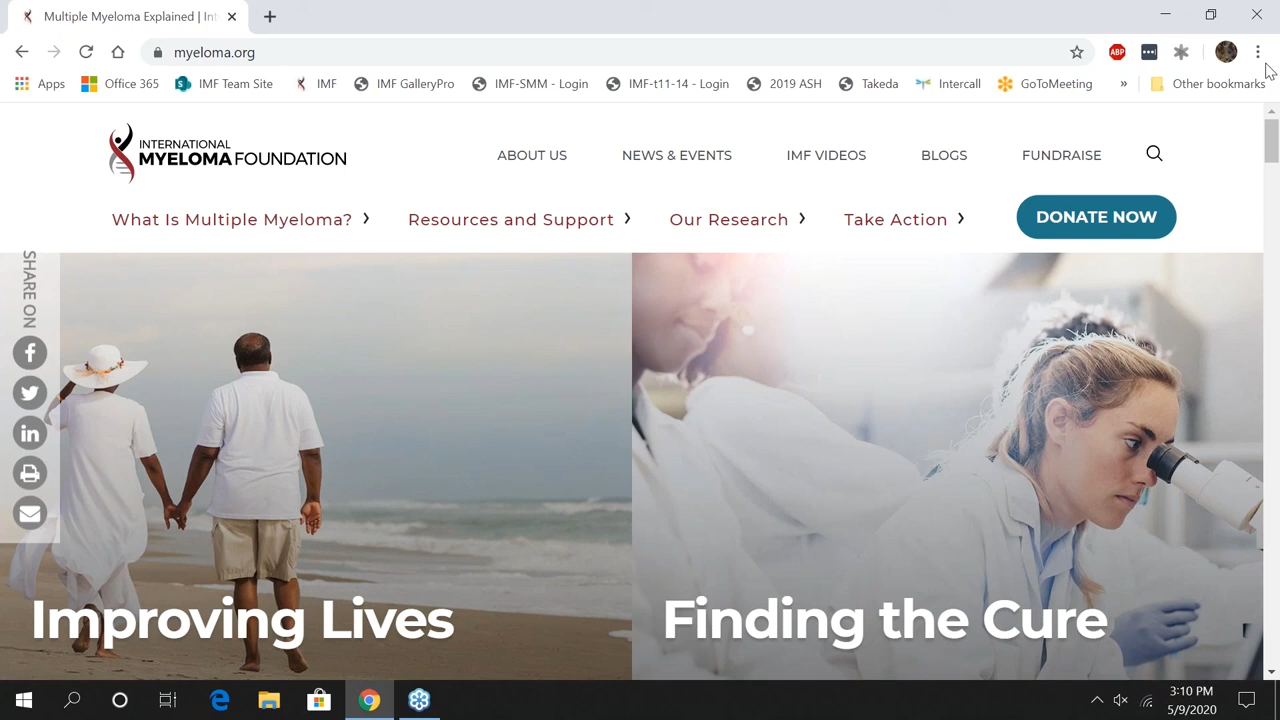 Multiple Myeloma Explained | Int
myeloma.org
ABP
Apps
Office 365
IMF Team Site
IMF
IMF GalleryPro
IMF-SMM - Login
IMF-t11-14 - Login
2019 ASH
Takeda
Intercall
GoToMeeting
»
Other bookmarks
INTERNATIONAL
MYELOMA FOUNDATION
ABOUT US
NEWS & EVENTS
IMF VIDEOS
BLOGS
FUNDRAISE
What Is Multiple Myeloma?
Resources and Support
Our Research
Take Action
DONATE NOW
SHARE ON
Improving Lives
Finding the Cure
3:10 PM
5/9/2020